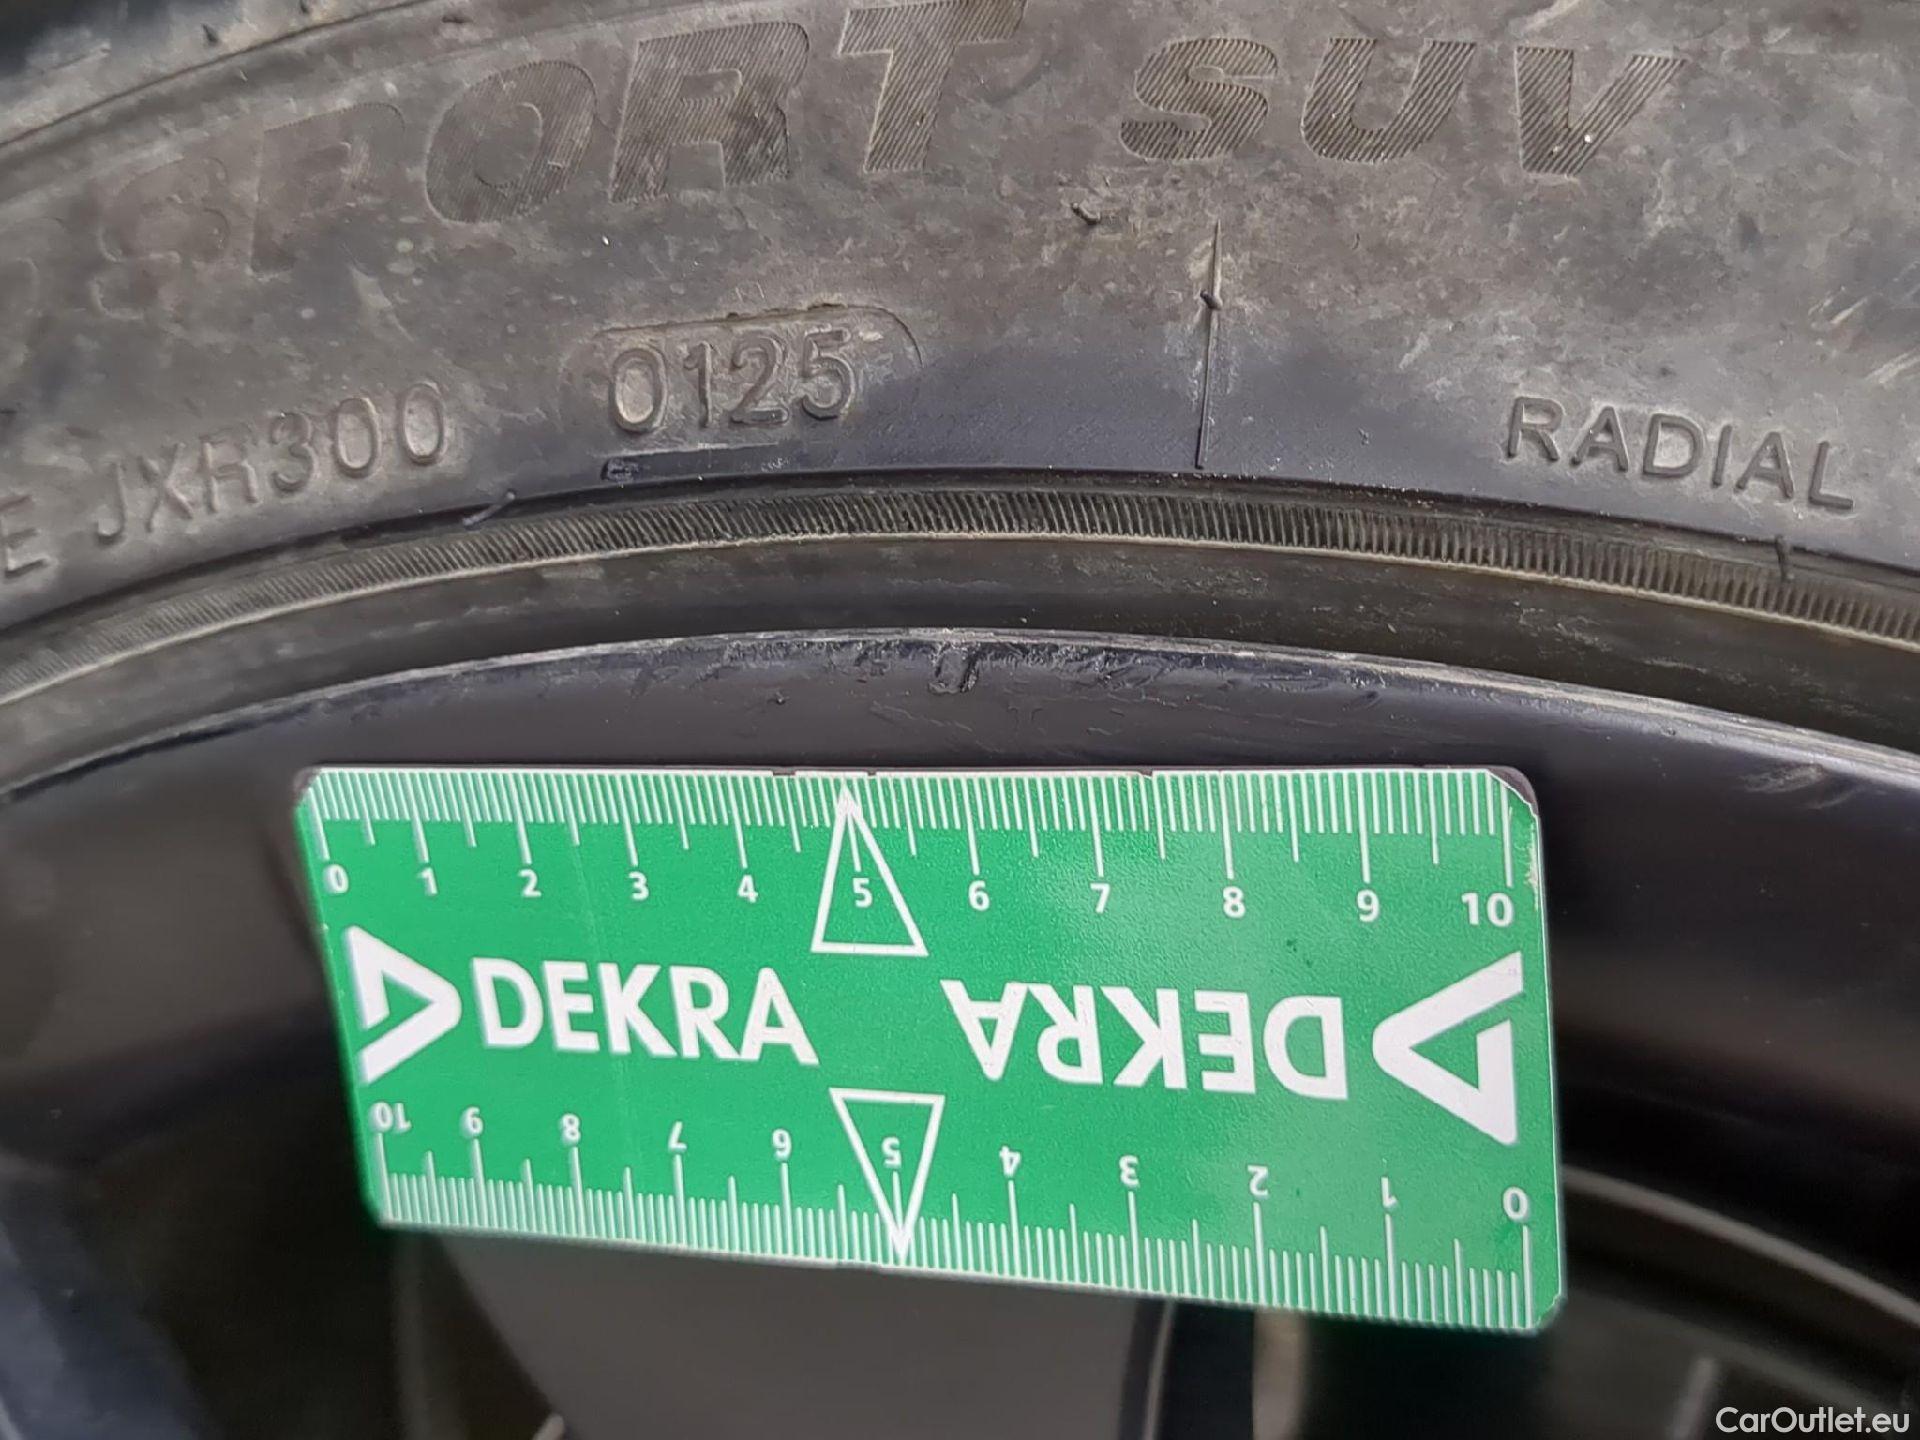 SPORT SUV
E JXR300 0125 RADIAL
0 1 2 3 4 5 6 7 8 9 10
DEKRA DEKRA
10 9 8 7 6 5 4 3 2 1 0
CarOutlet.eu